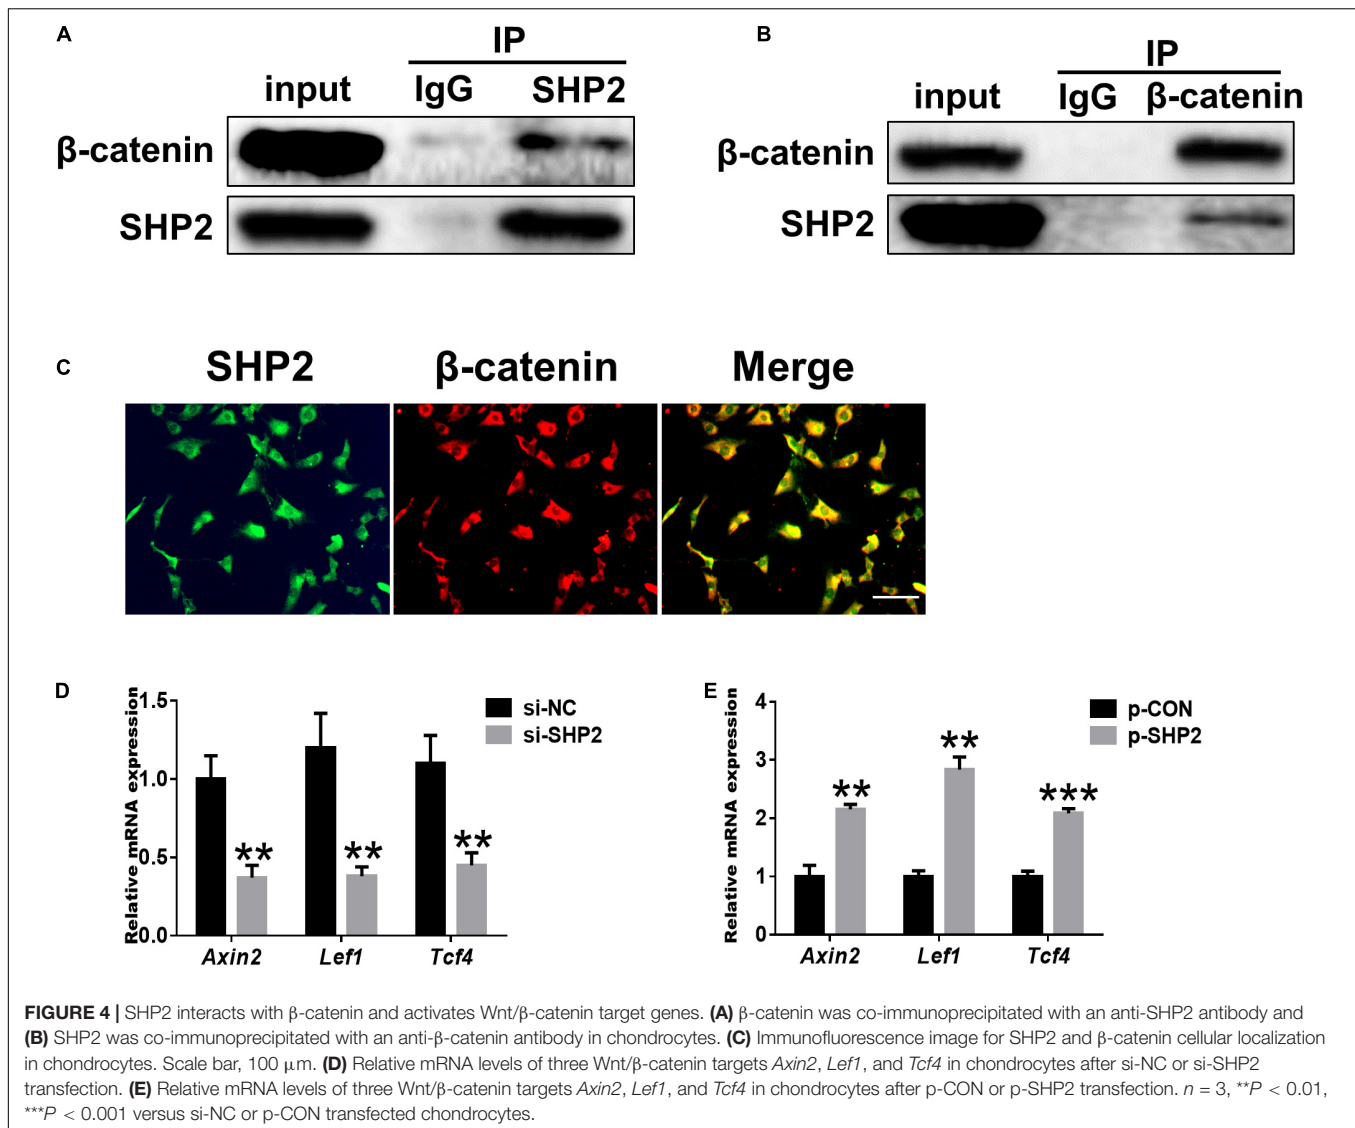 A
IP
input IgG SHP2
β-catenin
SHP2
B
IP
input IgG β-catenin
β-catenin
SHP2
C
SHP2 β-catenin Merge
D
Relative mRNA expression
1.5
1.0
0.5
0.0
si-NC
si-SHP2
** ** **
Axin2 Lef1 Tcf4
E
Relative mRNA expression
4
3
2
1
0
p-CON
p-SHP2
** ** ***
Axin2 Lef1 Tcf4
FIGURE 4 | SHP2 interacts with β-catenin and activates Wnt/β-catenin target genes. (A) β-catenin was co-immunoprecipitated with an anti-SHP2 antibody and
(B) SHP2 was co-immunoprecipitated with an anti-β-catenin antibody in chondrocytes. (C) Immunofluorescence image for SHP2 and β-catenin cellular localization
in chondrocytes. Scale bar, 100 μm. (D) Relative mRNA levels of three Wnt/β-catenin targets Axin2, Lef1, and Tcf4 in chondrocytes after si-NC or si-SHP2
transfection. (E) Relative mRNA levels of three Wnt/β-catenin targets Axin2, Lef1, and Tcf4 in chondrocytes after p-CON or p-SHP2 transfection. n = 3, **P < 0.01,
***P < 0.001 versus si-NC or p-CON transfected chondrocytes.